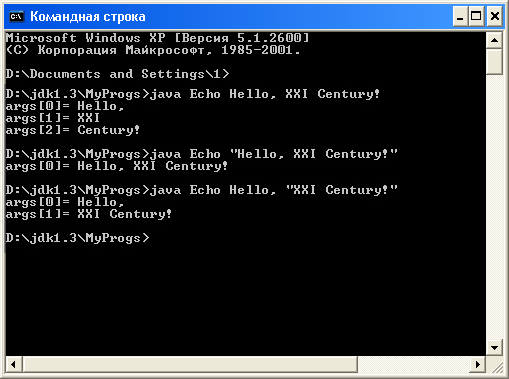 Командная строка
Microsoft Windows XP [Версия 5.1.2600]
(C) Корпорация Майкрософт, 1985-2001.
D:\Documents and Settings\1>
D:\jdk1.3\MyProgs>java Echo Hello, XXI Century!
args[0]= Hello,
args[1]= XXI
args[2]= Century!
D:\jdk1.3\MyProgs>java Echo "Hello, XXI Century!"
args[0]= Hello, XXI Century!
D:\jdk1.3\MyProgs>java Echo Hello, "XXI Century!"
args[0]= Hello,
args[1]= XXI Century!
D:\jdk1.3\MyProgs>